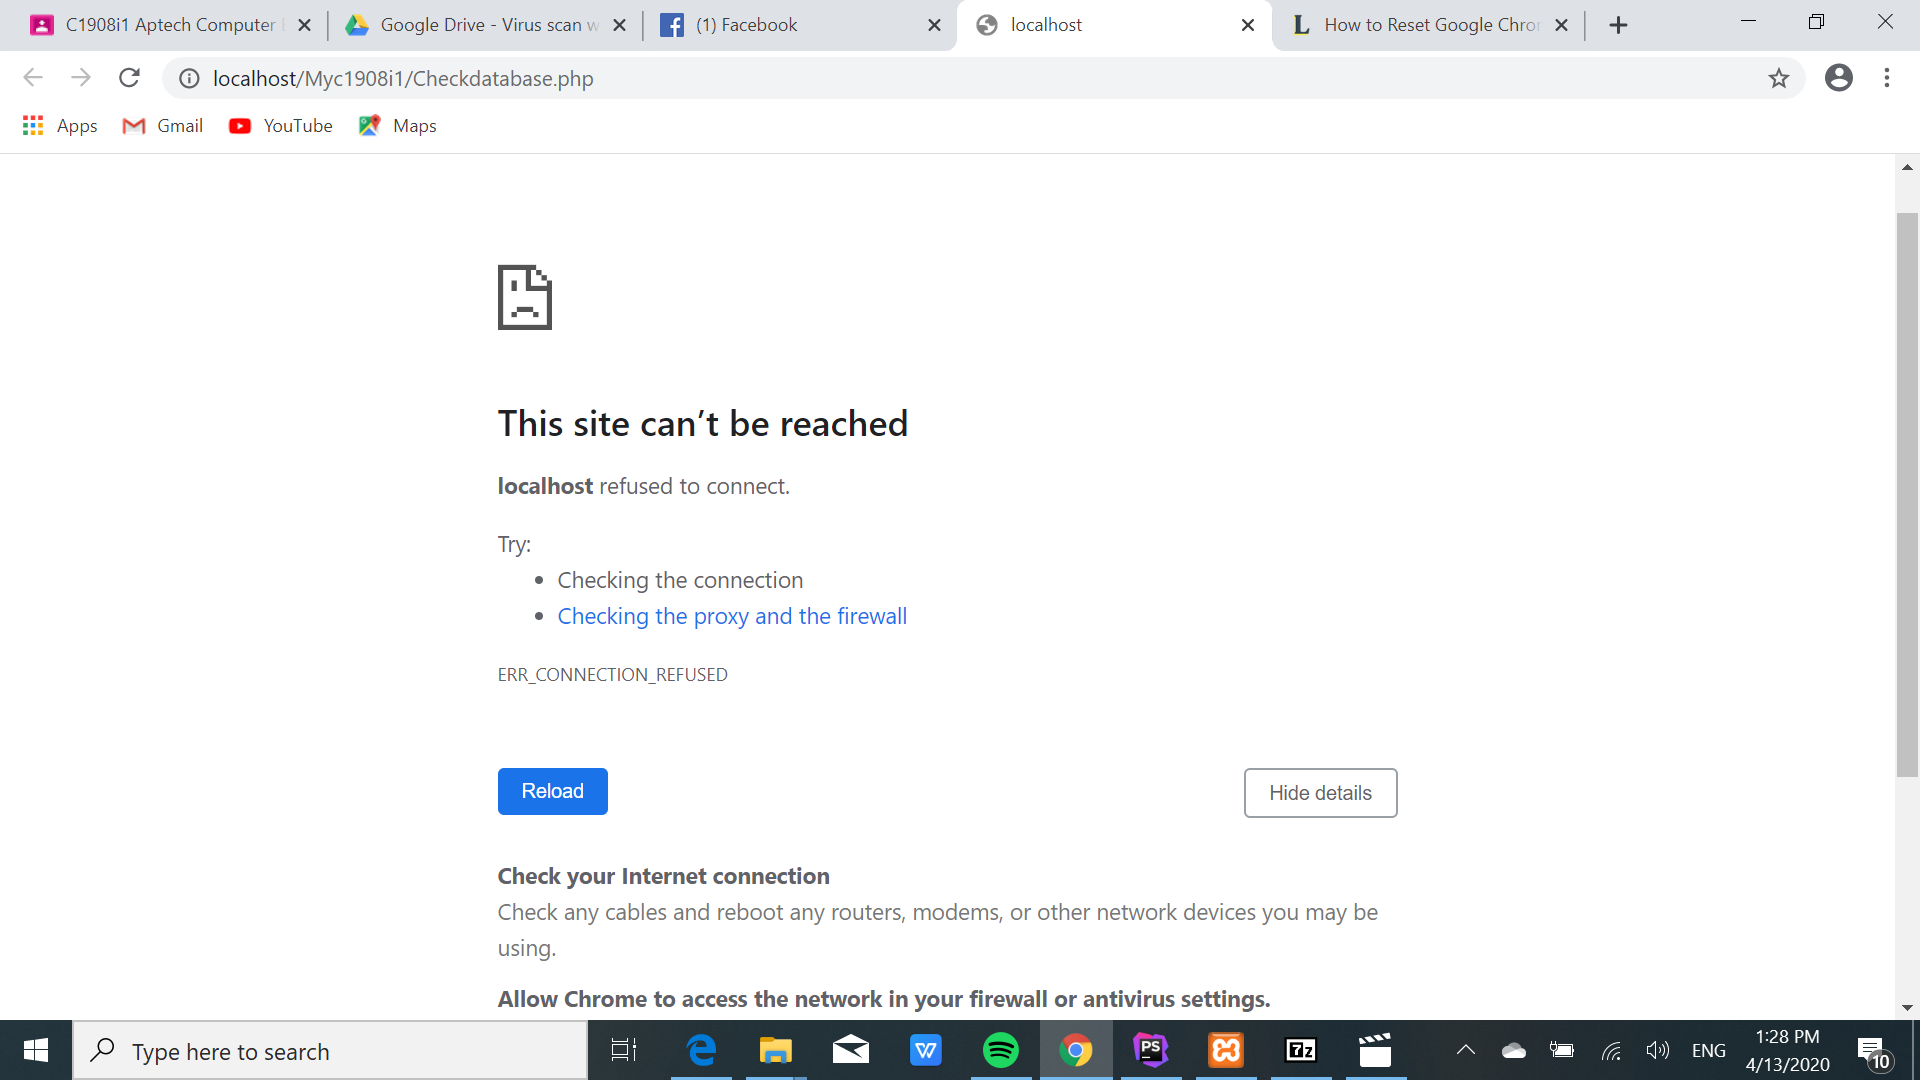 C1908i1 Aptech Computer
Google Drive - Virus scan w
(1) Facebook
localhost
How to Reset Google Chro
localhost/Myc1908i1/Checkdatabase.php
Apps
Gmail
YouTube
Maps
This site can’t be reached
localhost refused to connect.
Try:
• Checking the connection
• Checking the proxy and the firewall
ERR_CONNECTION_REFUSED
Reload
Hide details
Check your Internet connection
Check any cables and reboot any routers, modems, or other network devices you may be
using.
Allow Chrome to access the network in your firewall or antivirus settings.
Type here to search
PS
7z
ENG
1:28 PM
4/13/2020
10